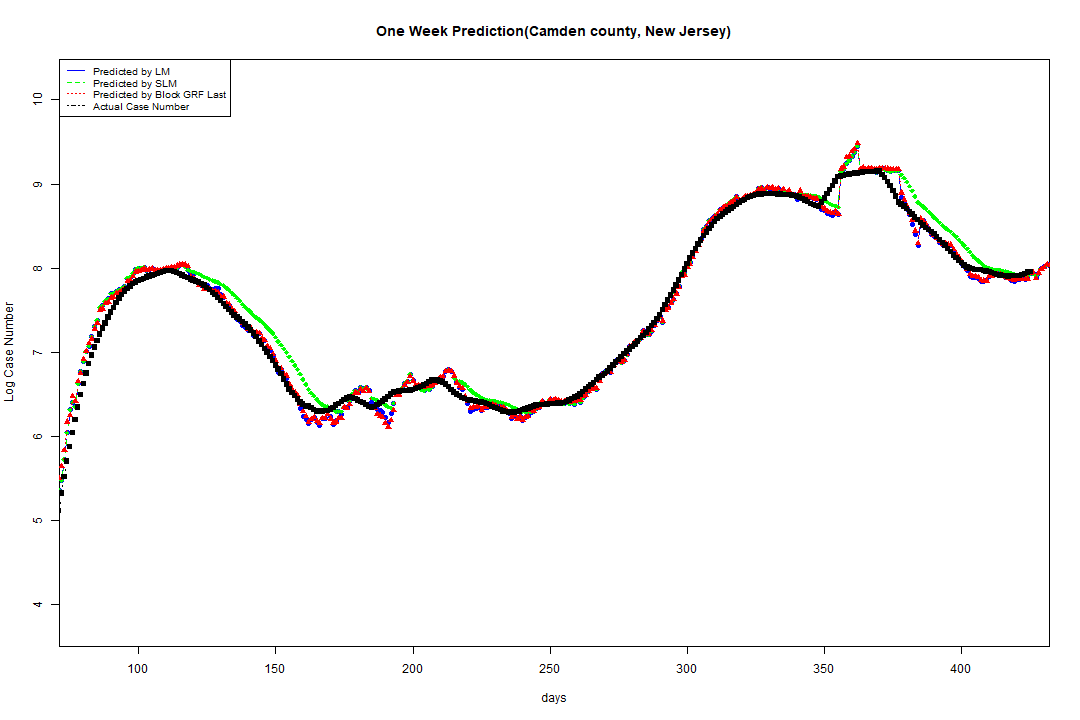 One Week Prediction(Camden county, New Jersey)
Predicted by LM
Predicted by SLM
Predicted by Block GRF Last
Actual Case Number
Log Case Number
10
9
8
7
6
5
4
100 150 200 250 300 350 400
days